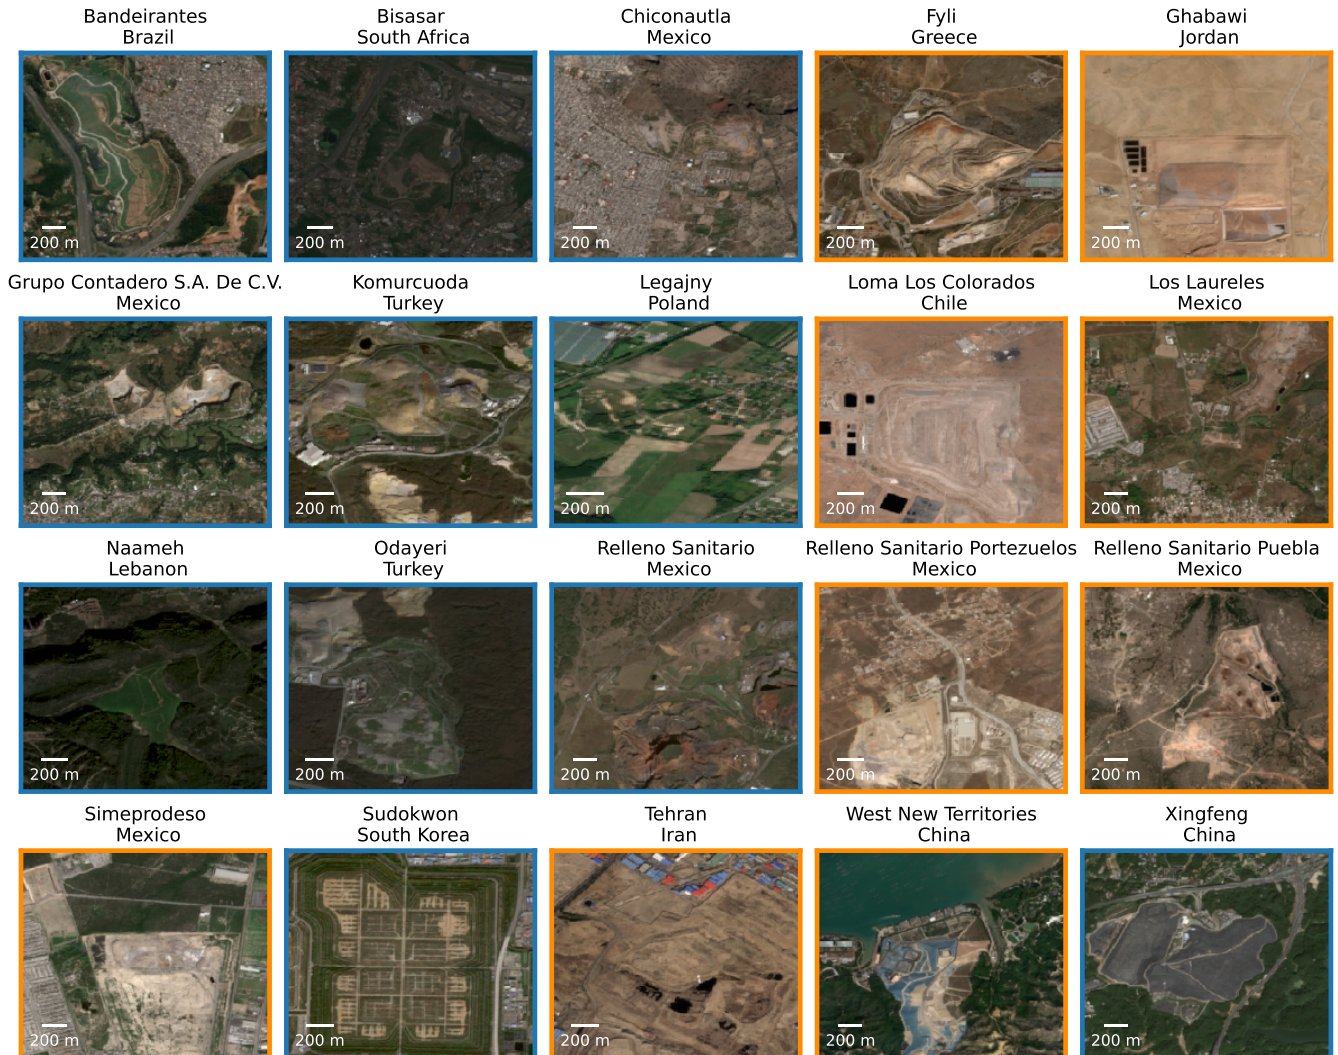 Bandeirantes
Brazil
Bisasar
South Africa
Chiconautla
Mexico
Fyli
Greece
Ghabawi
Jordan
200 m
200 m
200 m
200 m
200 m
Grupo Contadero S.A. De C.V.
Mexico
Komurcuoda
Turkey
Legajny
Poland
Loma Los Colorados
Chile
Los Laureles
Mexico
200 m
200 m
200 m
200 m
200 m
Naameh
Lebanon
Odayeri
Turkey
Relleno Sanitario
Mexico
Relleno Sanitario Portezuelos
Mexico
Relleno Sanitario Puebla
Mexico
200 m
200 m
200 m
200 m
200 m
Simeprodeso
Mexico
Sudokwon
South Korea
Tehran
Iran
West New Territories
China
Xingfeng
China
200 m
200 m
200 m
200 m
200 m